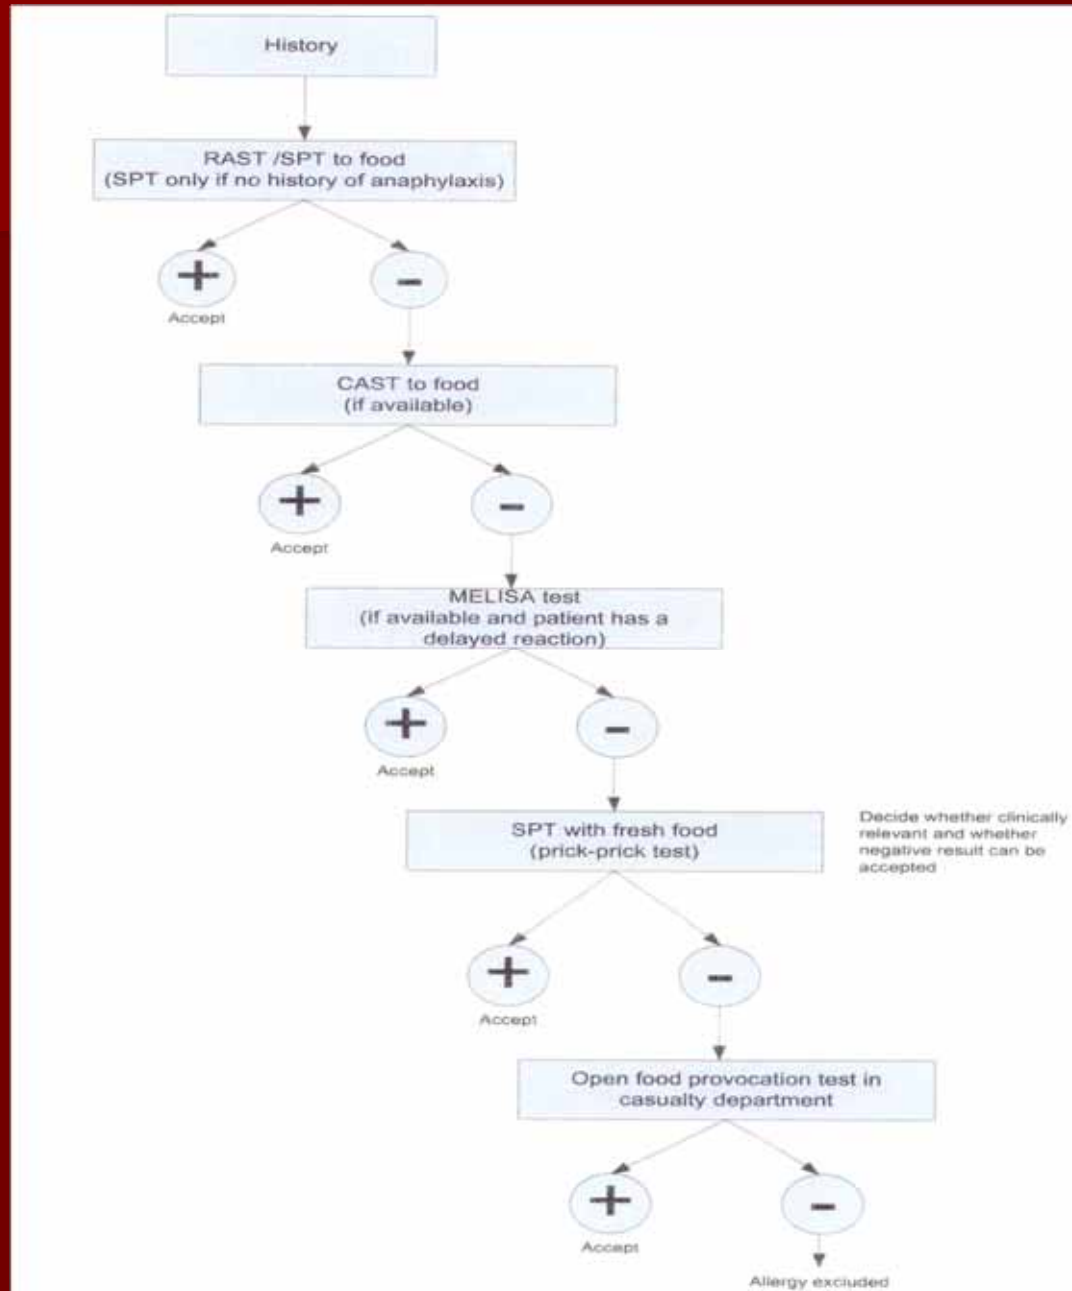 History
RAST /SPT to food
(SPT only if no history of anaphylaxis)
+
-
Accept
CAST to food
(if available)
+
-
Accept
MELISA test
(if available and patient has a
delayed reaction)
+
-
Accept
SPT with fresh food
(prick-prick test)
Decide whether clinically
relevant and whether
negative result can be
accepted
+
-
Accept
Open food provocation test in
casualty department
+
-
Accept
Allergy excluded